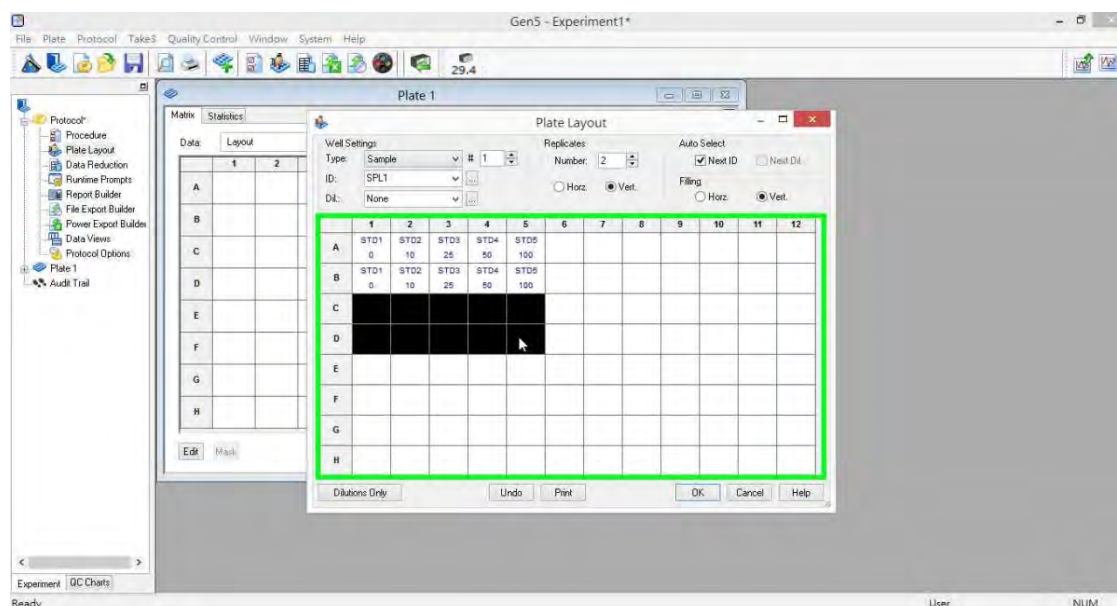 Gen5 - Experiment1*
File Plate Protocol Take3 Quality Control Window System Help
29.4
Protocol*
Procedure
Plate Layout
Data Reduction
Runtime Prompts
Report Builder
File Export Builder
Power Export Builder
Data Views
Protocol Options
Plate 1
Audit Trail
Experiment QC Charts
Ready
Plate 1
Matrix Statistics
Data: Layout
1 2
A
B
C
D
E
F
G
H
Edit Mask
Plate Layout
Well Settings
Type: Sample # 1
ID: SPL1 ...
Dil.: None ...
Replicates
Number: 2
Horz. Vert.
Auto Select
Next ID Next Dil.
Filling
Horz. Vert.
1 2 3 4 5 6 7 8 9 10 11 12
A STD1 STD2 STD3 STD4 STD5
0 10 25 50 100
B STD1 STD2 STD3 STD4 STD5
0 10 25 50 100
C
D
E
F
G
H
Dilutions Only Undo Print OK Cancel Help
User NUM